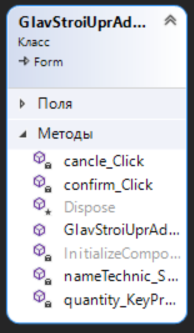 GlavStroiUprAd...
Класс
Form
Поля
Методы
cancle_Click
confirm_Click
Dispose
GlavStroiUprAd...
InitializeCompo...
nameTechnic_S...
quantity_KeyPr...